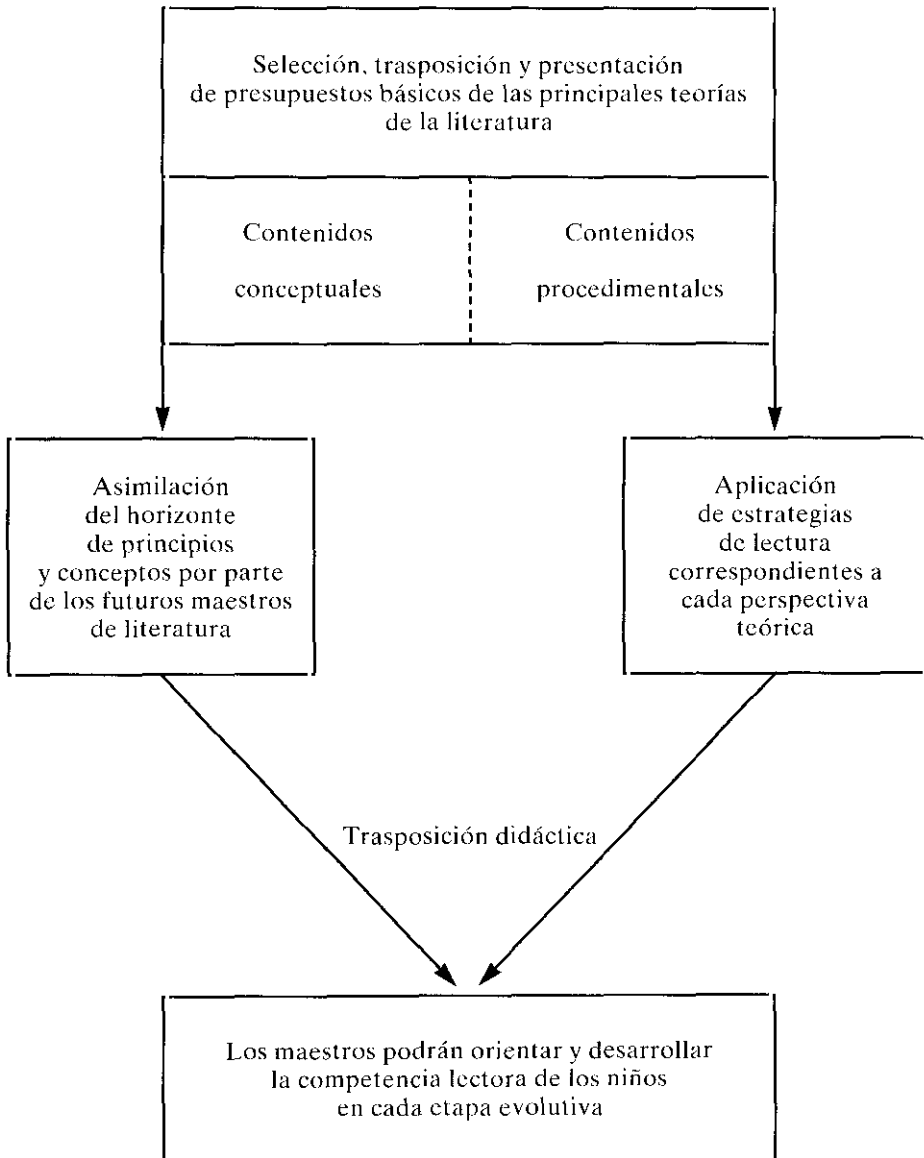 Selección, trasposición y presentación
de presupuestos básicos de las principales teorías
de la literatura
Contenidos
conceptuales
Contenidos
procedimentales
Asimilación
del horizonte
de principios
y conceptos por parte
de los futuros maestros
de literatura
Aplicación
de estrategias
de lectura
correspondientes a
cada perspectiva
teórica
Trasposición didáctica
Los maestros podrán orientar y desarrollar
la competencia lectora de los niños
en cada etapa evolutiva